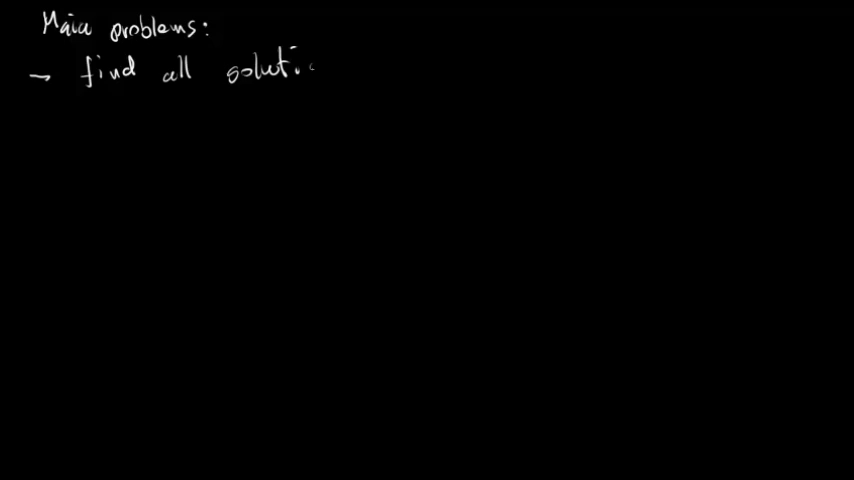 Main problems:
→ find all soluti